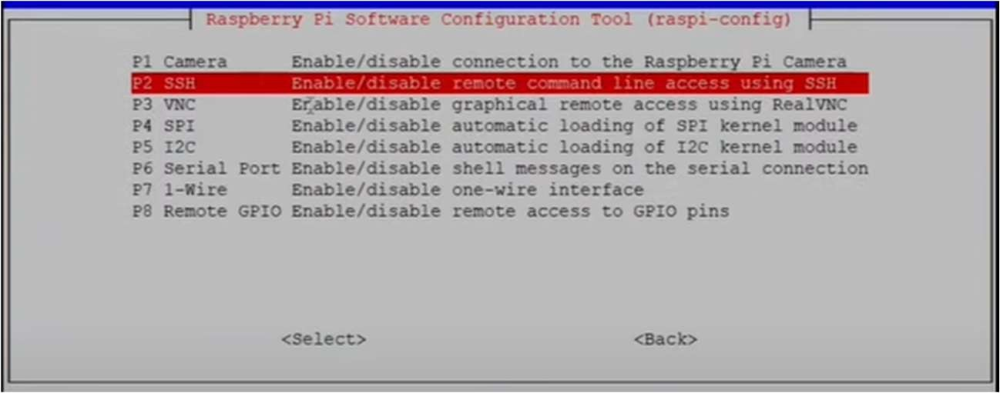 Raspberry Pi Software Configuration Tool (raspi-config)
P1 Camera Enable/disable connection to the Raspberry Pi Camera
P2 SSH Enable/disable remote command line access using SSH
P3 VNC Enable/disable graphical remote access using RealVNC
P4 SPI Enable/disable automatic loading of SPI kernel module
P5 I2C Enable/disable automatic loading of I2C kernel module
P6 Serial Port Enable/disable shell messages on the serial connection
P7 1-Wire Enable/disable one-wire interface
P8 Remote GPIO Enable/disable remote access to GPIO pins
<Select> <Back>